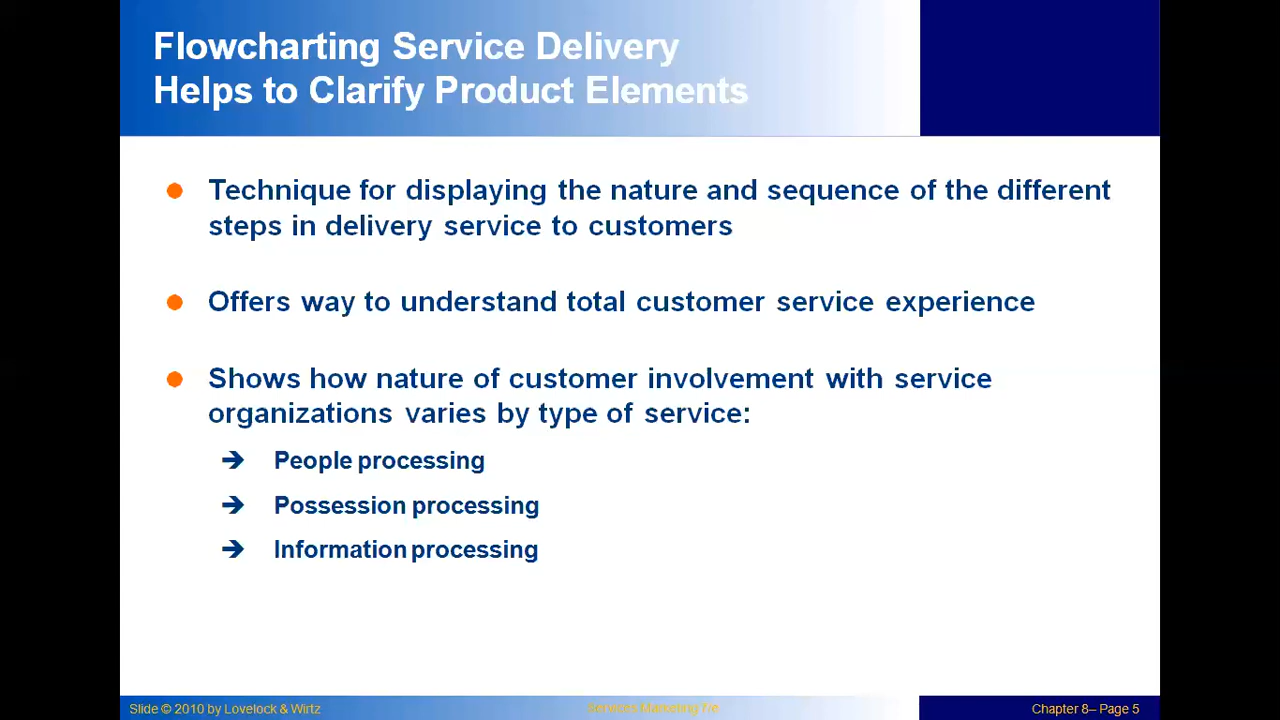 Flowcharting Service Delivery
Helps to Clarify Product Elements
Technique for displaying the nature and sequence of the different
steps in delivery service to customers
Offers way to understand total customer service experience
Shows how nature of customer involvement with service
organizations varies by type of service:
People processing
Possession processing
Information processing
Slide © 2010 by Lovelock & Wirtz
Services Marketing 7/e
Chapter 8– Page 5